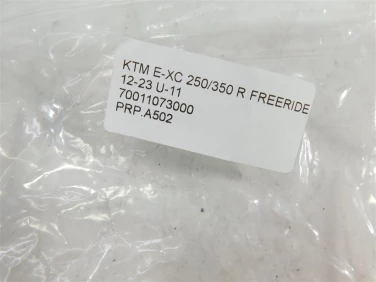 KTM E-XC 250/350 R FREERIDE
12-23 U-11
70011073000
PRP.A502